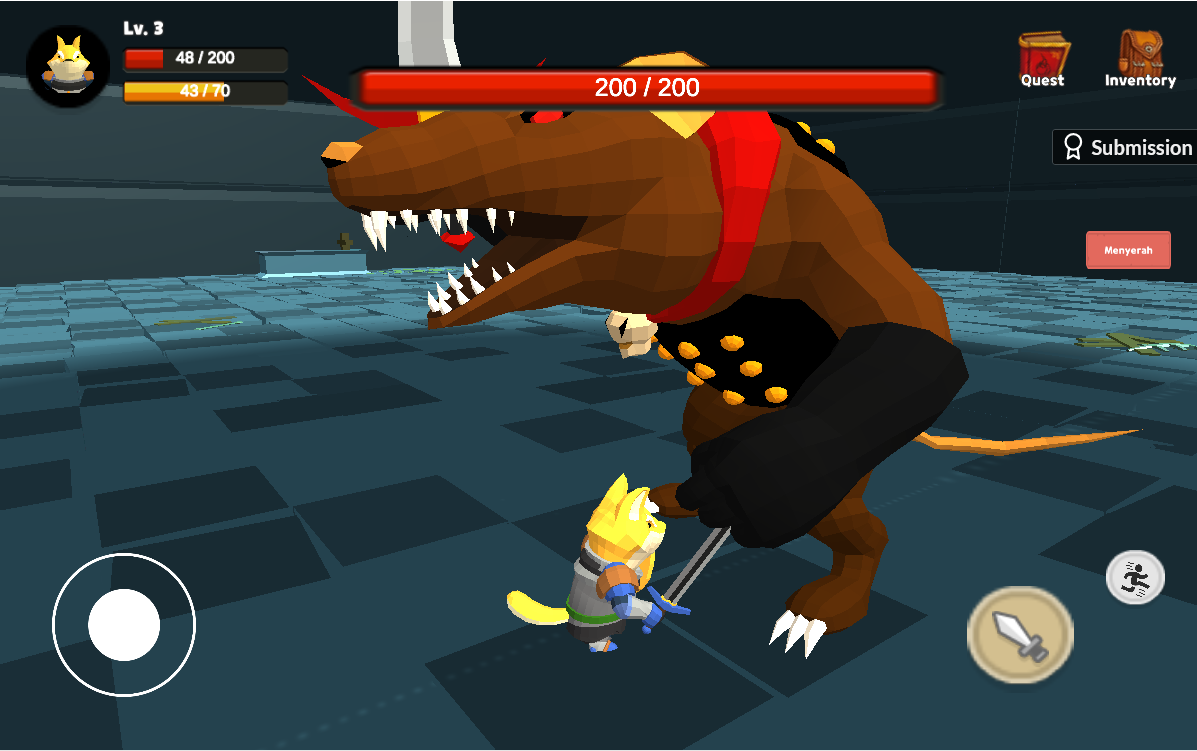 Lv. 3
48 / 200
43 / 70
200 / 200
Quest
Inventory
Submission
Menyerah